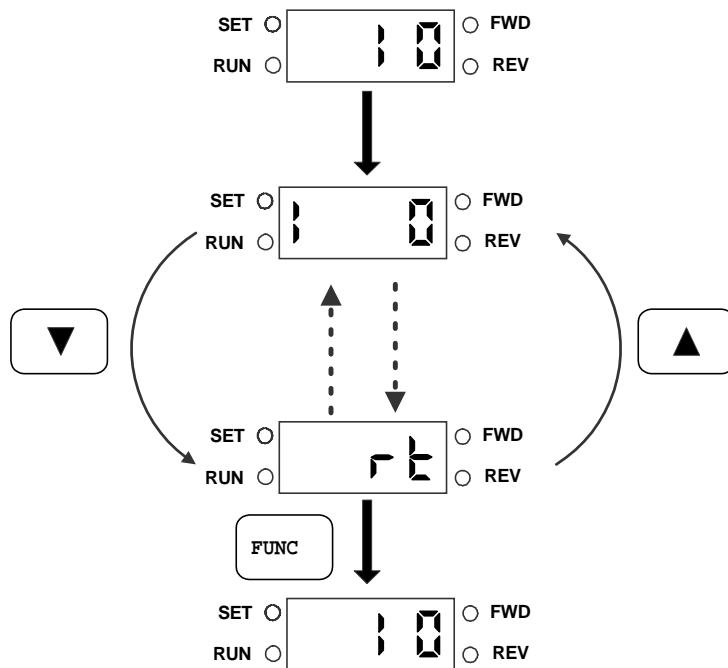 SET 10 FWD
RUN REV
SET 1 0 FWD
RUN REV
▼ ▲
SET rt FWD
RUN REV
FUNC
SET 10 FWD
RUN REV